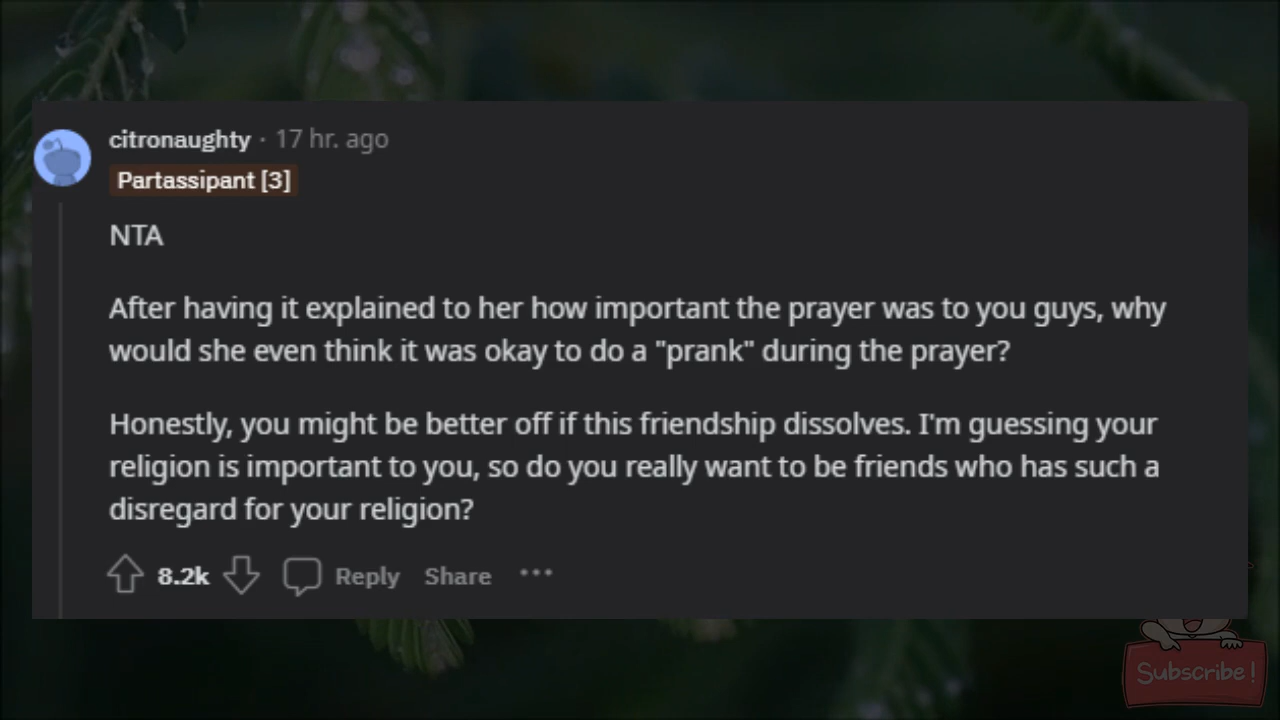 citronaughty · 17 hr. ago
Partassipant [3]
NTA
After having it explained to her how important the prayer was to you guys, why
would she even think it was okay to do a "prank" during the prayer?
Honestly, you might be better off if this friendship dissolves. I'm guessing your
religion is important to you, so do you really want to be friends who has such a
disregard for your religion?
8.2k Reply Share ···
Subscribe!